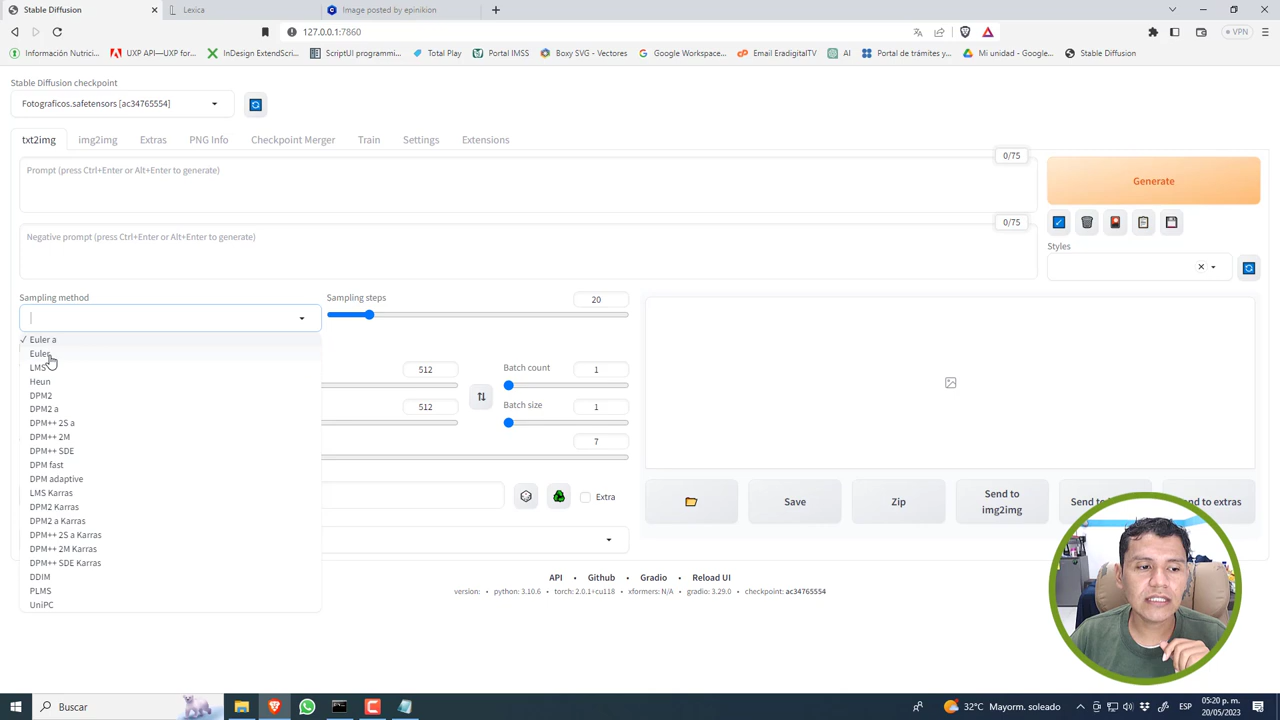 Stable Diffusion
Lexica
Image posted by epinikion
127.0.0.1:7860
VPN
Información Nutrici...
UXP API—UXP for...
InDesign ExtendScri...
ScriptUI programmi...
Total Play
Portal IMSS
Boxy SVG - Vectores
Google Workspace...
Email EradigitalTV
AI
Portal de trámites y...
Mi unidad - Google...
Stable Diffusion
Stable Diffusion checkpoint
Fotograficos.safetensors [ac34765554]
txt2img
img2img
Extras
PNG Info
Checkpoint Merger
Train
Settings
Extensions
0/75
Prompt (press Ctrl+Enter or Alt+Enter to generate)
Generate
0/75
Negative prompt (press Ctrl+Enter or Alt+Enter to generate)
Styles
Sampling method
Sampling steps
20
✓ Euler a
Euler
LMS
Heun
DPM2
DPM2 a
DPM++ 2S a
DPM++ 2M
DPM++ SDE
DPM fast
DPM adaptive
LMS Karras
DPM2 Karras
DPM2 a Karras
DPM++ 2S a Karras
DPM++ 2M Karras
DPM++ SDE Karras
DDIM
PLMS
UniPC
512
Batch count
1
512
Batch size
1
7
Extra
Save
Zip
Send to
img2img
Send to
nd to extras
API • Github • Gradio • Reload UI
version: • python: 3.10.6 • torch: 2.0.1+cu118 • xformers: N/A • gradio: 3.29.0 • checkpoint: ac34765554
Buscar
32°C Mayorm. soleado
ESP
05:20 p. m.
20/05/2023